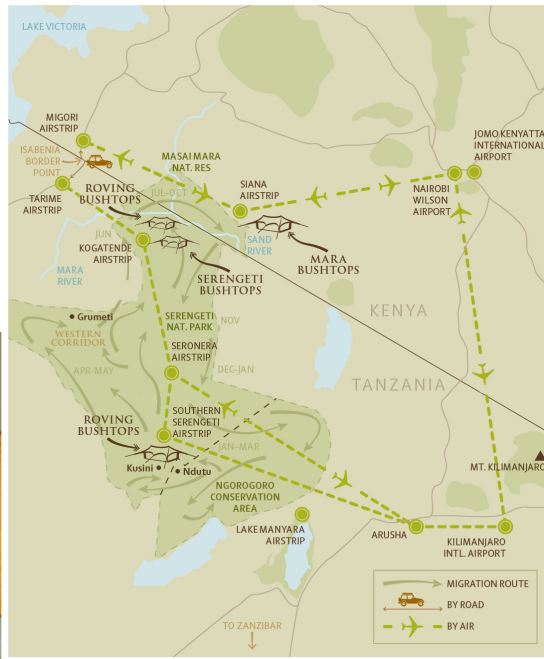 LAKE VICTORIA
MIGORI
AIRSTRIP
JOMO KENYATTA
INTERNATIONAL
AIRPORT
ISABENIA
BORDER
POINT
MASAI MARA
NAT. RES
TARIME
AIRSTRIP
ROVING
BUSHTOPS
JUL-OCT
SIANA
AIRSTRIP
NAIROBI
WILSON
AIRPORT
JUN
KOGATENDE
AIRSTRIP
SAND
RIVER
MARA
BUSHTOPS
MARA
RIVER
SERENGETI
BUSHTOPS
KENYA
Grumeti
WESTERN
CORRIDOR
SERENGETI
NAT. PARK
NOV
SERONERA
AIRSTRIP
APR-MAY
DEC-JAN
TANZANIA
ROVING
BUSHTOPS
SOUTHERN
SERENGETI
AIRSTRIP
JAN-MAR
Kusini
Ndutu
MT. KILIMANJARO
NGOROGORO
CONSERVATION
AREA
LAKE MANYARA
AIRSTRIP
ARUSHA
KILIMANJARO
INTL. AIRPORT
MIGRATION ROUTE
BY ROAD
BY AIR
TO ZANZIBAR